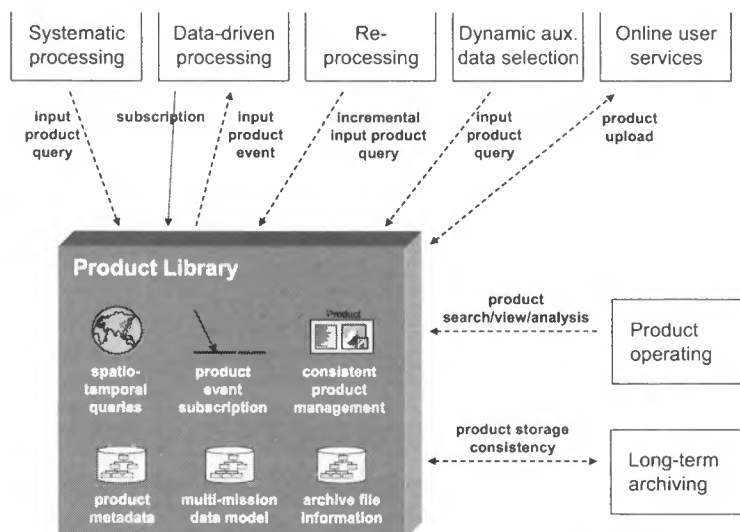 Systematic
processing
Data-driven
processing
Re-
processing
Dynamic aux.
data selection
Online user
services
input
product
query
subscription
input
product
event
incremental
input product
query
input
product
query
product
upload
Product Library
spatio-
temporal
queries
product
event
subscription
Product
consistent
product
management
product
metadata
multi-mission
data model
archive file
information
product
search/view/analysis
Product
operating
product storage
consistency
Long-term
archiving